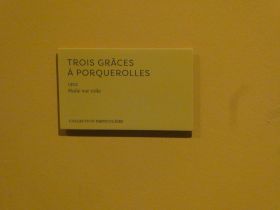 TROIS GRÂCES
À PORQUEROLLES
Huile sur toile
COLLECTION PARTICULIÈRE